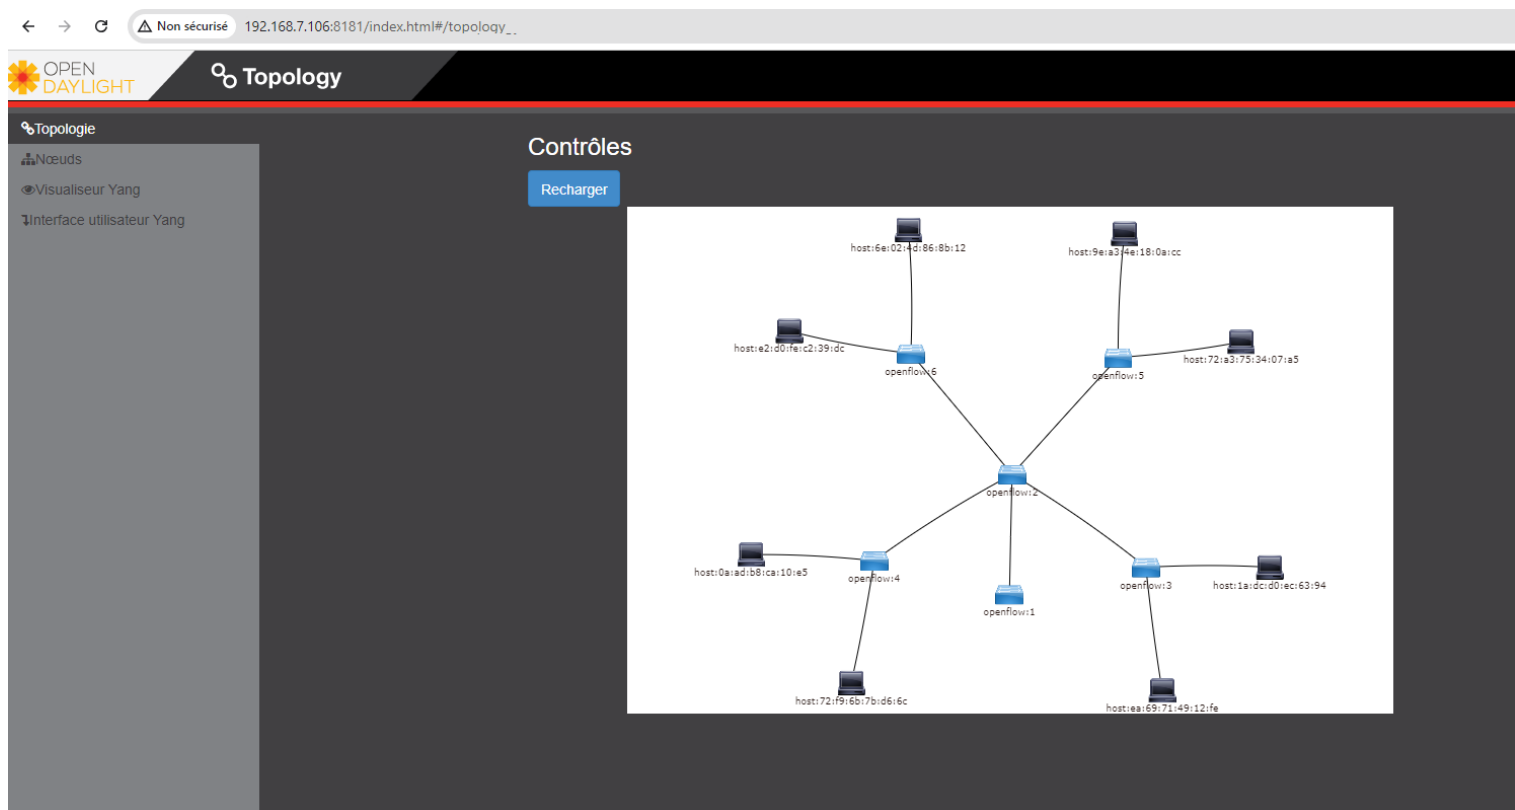 Non sécurisé 192.168.7.106:8181/index.html#/topology
OPEN
DAYLIGHT
Topology
Topologie
Nœuds
Visualiseur Yang
Interface utilisateur Yang
Contrôles
Recharger
host:6e:02:4d:86:8b:12
host:9e:a3:4e:18:0a:cc
host:e2:d0:fe:c2:39:dc
host:72:a3:75:34:07:a5
openflow:6
openflow:5
openflow:2
host:0a:ad:b8:ca:10:e5
openflow:4
openflow:3
host:1a:dc:d0:ec:63:94
openflow:1
host:72:f9:6b:7b:d6:6c
host:ea:69:71:49:12:fe